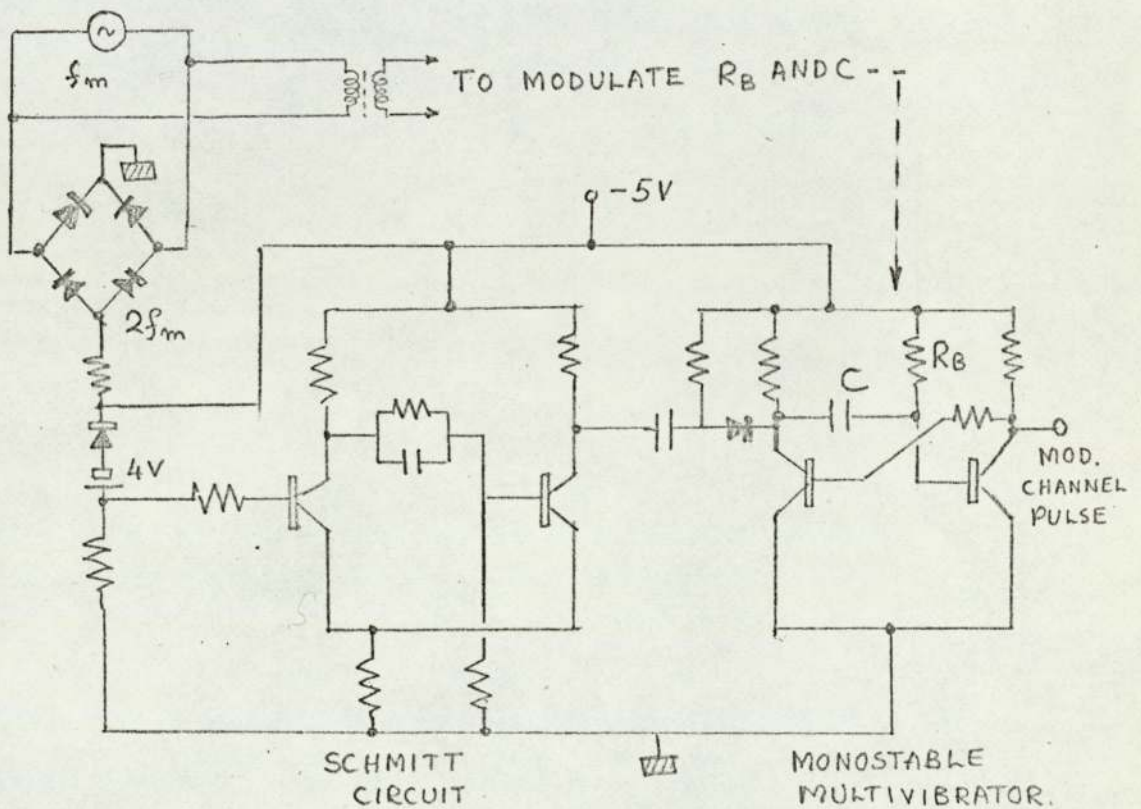 ~
fm
TO MODULATE RB AND C --
-5V
2fm
RB
C
4V
MOD.
CHANNEL
PULSE
SCHMITT
CIRCUIT
MONOSTABLE
MULTIVIBRATOR.